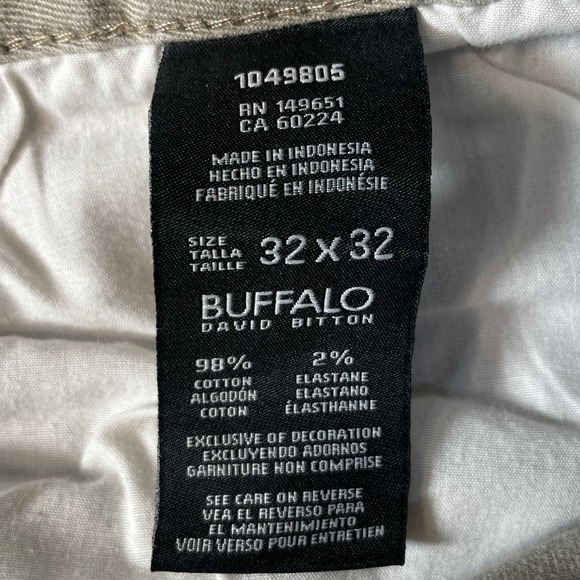 1049805
RN 149651
CA 60224
MADE IN INDONESIA
HECHO EN INDONESIA
FABRIQUÉ EN INDONÉSIE
SIZE
TALLA
TAILLE
32 x 32
BUFFALO
DAVID BITTON
98% 2%
COTTON ELASTANE
ALGODÓN ELASTANO
COTON ÉLASTHANNE
EXCLUSIVE OF DECORATION
EXCLUYENDO ADORNOS
GARNITURE NON COMPRISE
SEE CARE ON REVERSE
VEA EL REVERSO PARA
EL MANTENIMIENTO
VOIR VERSO POUR ENTRETIEN